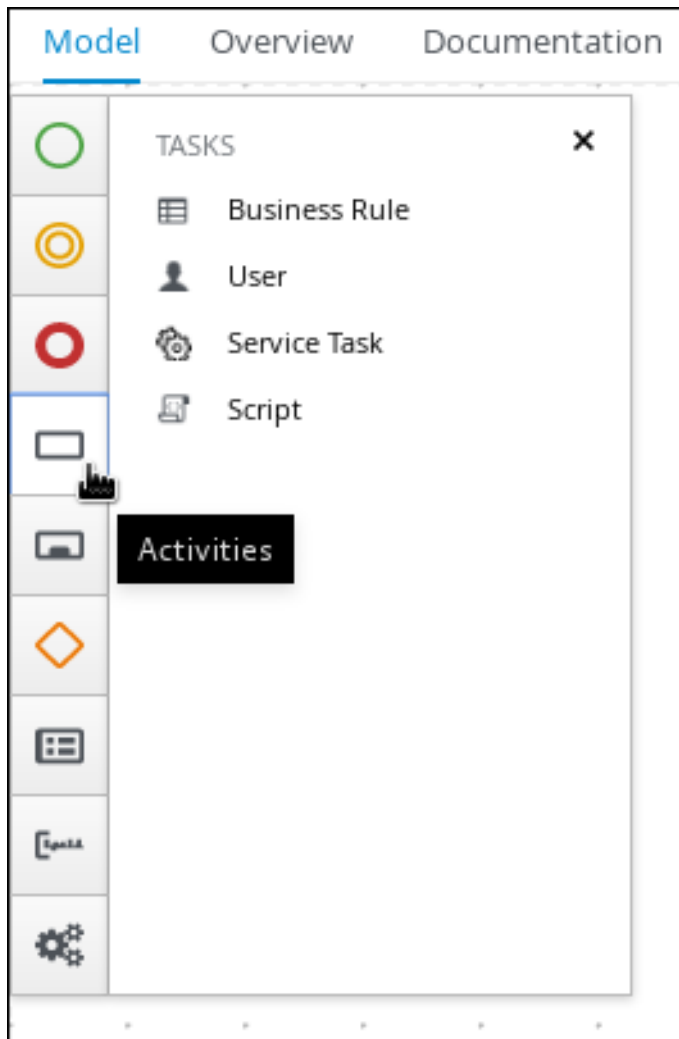 Model Overview Documentation
TASKS
Business Rule
User
Service Task
Script
Activities